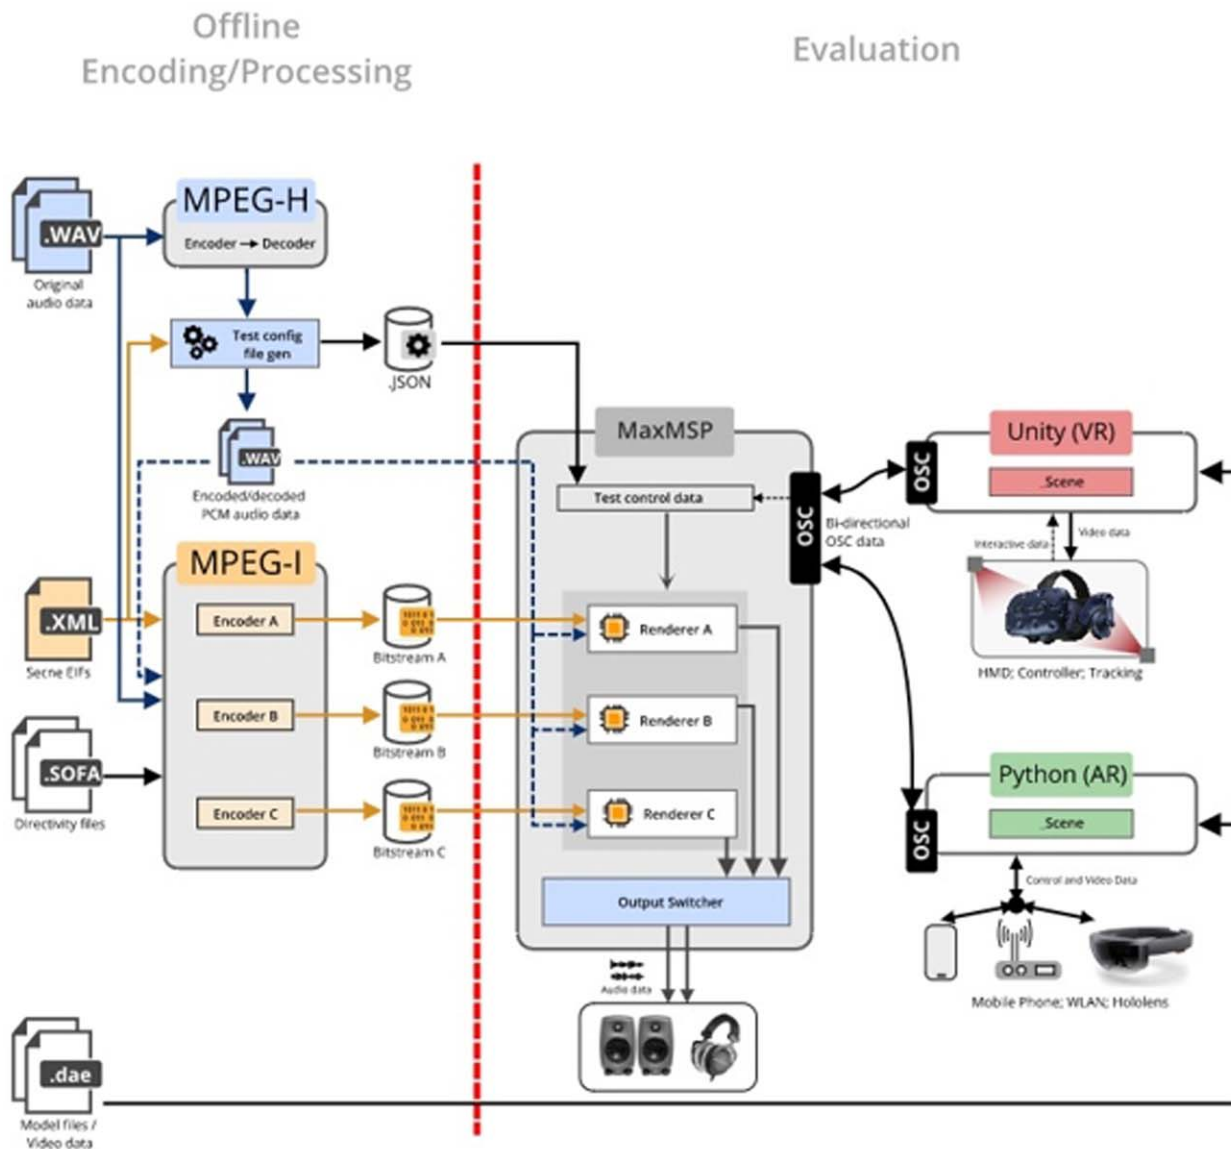 Offline
Encoding/Processing
Evaluation
MPEG-H
Encoder → Decoder
.WAV
Original
audio data
Test config
file gen
.JSON
.WAV
Encoded/decoded
PCM audio data
MPEG-I
.XML
Secne EIFs
Encoder A
Bitstream A
Encoder B
Bitstream B
.SOFA
Directivity files
Encoder C
Bitstream C
.dae
Model files /
Video data
MaxMSP
Test control data
OSC
Bi-directional
OSC data
Renderer A
Renderer B
Renderer C
Output Switcher
Audio data
Unity (VR)
OSC
_Scene
Interactive data
Video data
HMD; Controller; Tracking
Python (AR)
OSC
_Scene
Control and Video Data
Mobile Phone; WLAN; Hololens